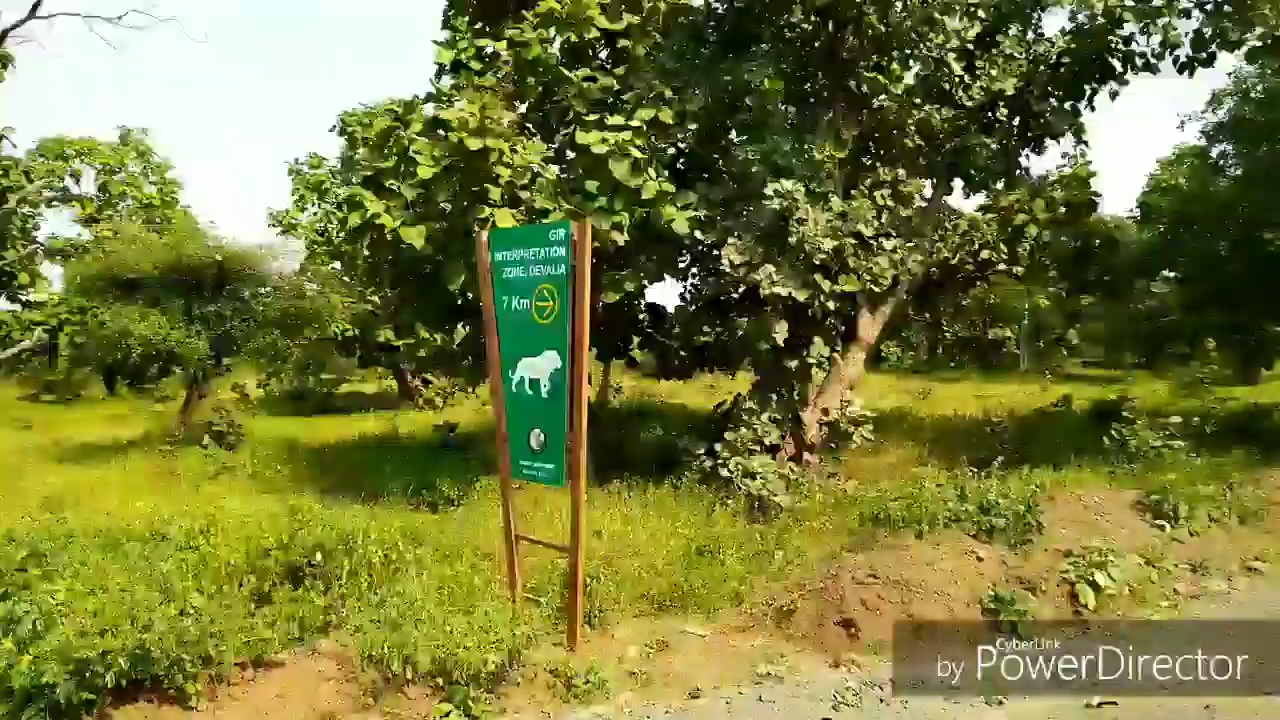 GIR
INTERPRETATION
ZONE, DEVALIA
7 Km
CyberLink
by PowerDirector